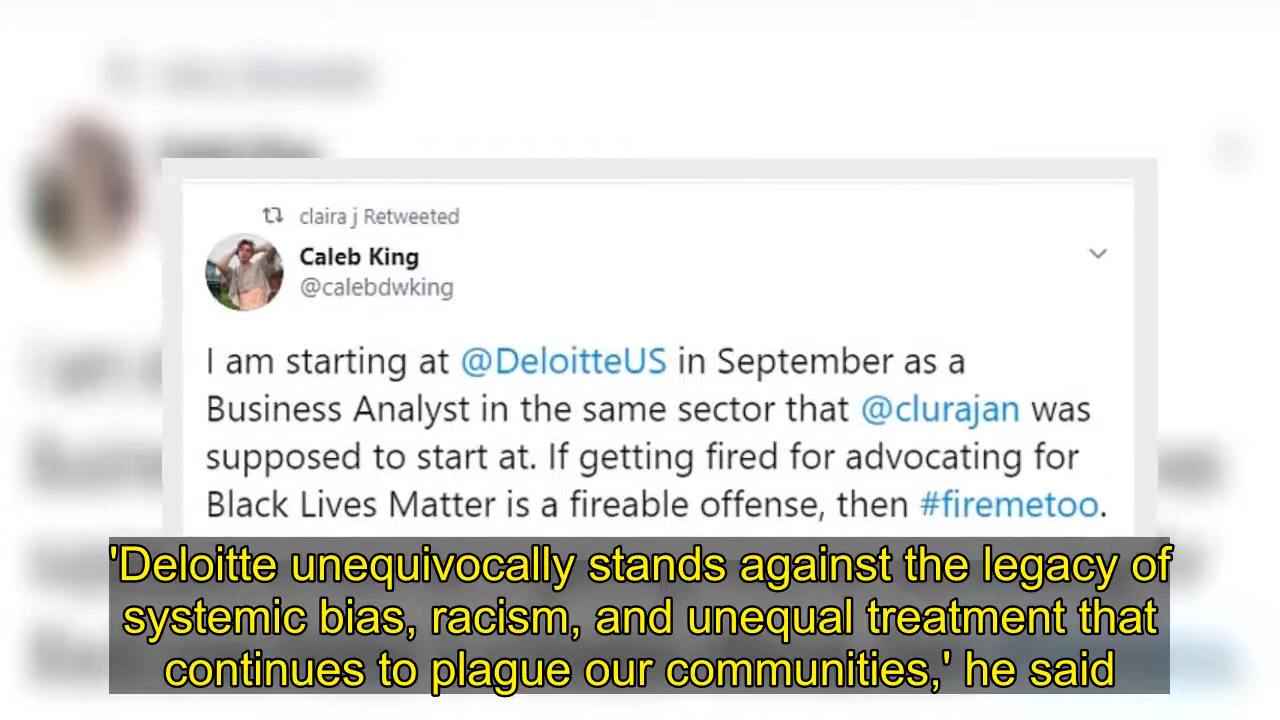 claira j Retweeted
Caleb King
@calebdwking
I am starting at @DeloitteUS in September as a
Business Analyst in the same sector that @clurajan was
supposed to start at. If getting fired for advocating for
Black Lives Matter is a fireable offense, then #firemetoo.
'Deloitte unequivocally stands against the legacy of
systemic bias, racism, and unequal treatment that
continues to plague our communities,' he said